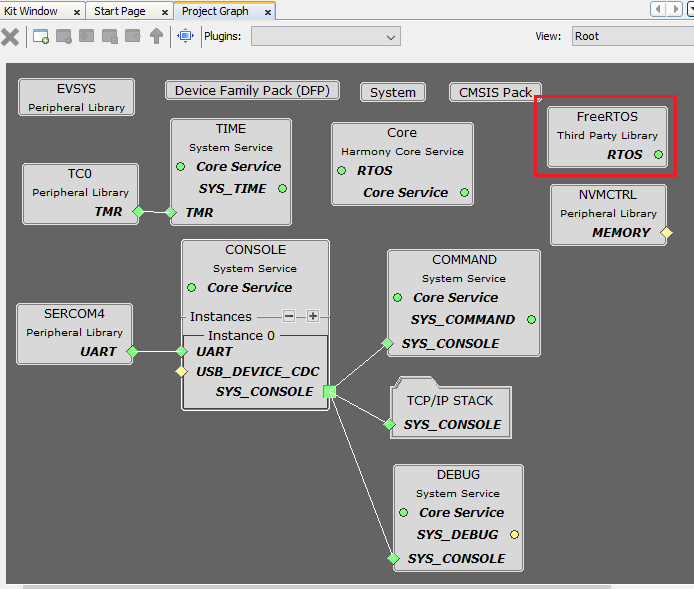 Kit Window x Start Page x Project Graph x
Plugins: View: Root
EVSYS
Peripheral Library
Device Family Pack (DFP)
System
CMSIS Pack
FreeRTOS
Third Party Library
RTOS
TIME
System Service
Core Service
SYS_TIME
TMR
Core
Harmony Core Service
RTOS
Core Service
TC0
Peripheral Library
TMR
NVMCTRL
Peripheral Library
MEMORY
CONSOLE
System Service
Core Service
Instances
Instance 0
UART
USB_DEVICE_CDC
SYS_CONSOLE
COMMAND
System Service
Core Service
SYS_COMMAND
SYS_CONSOLE
SERCOM4
Peripheral Library
UART
TCP/IP STACK
SYS_CONSOLE
DEBUG
System Service
Core Service
SYS_DEBUG
SYS_CONSOLE